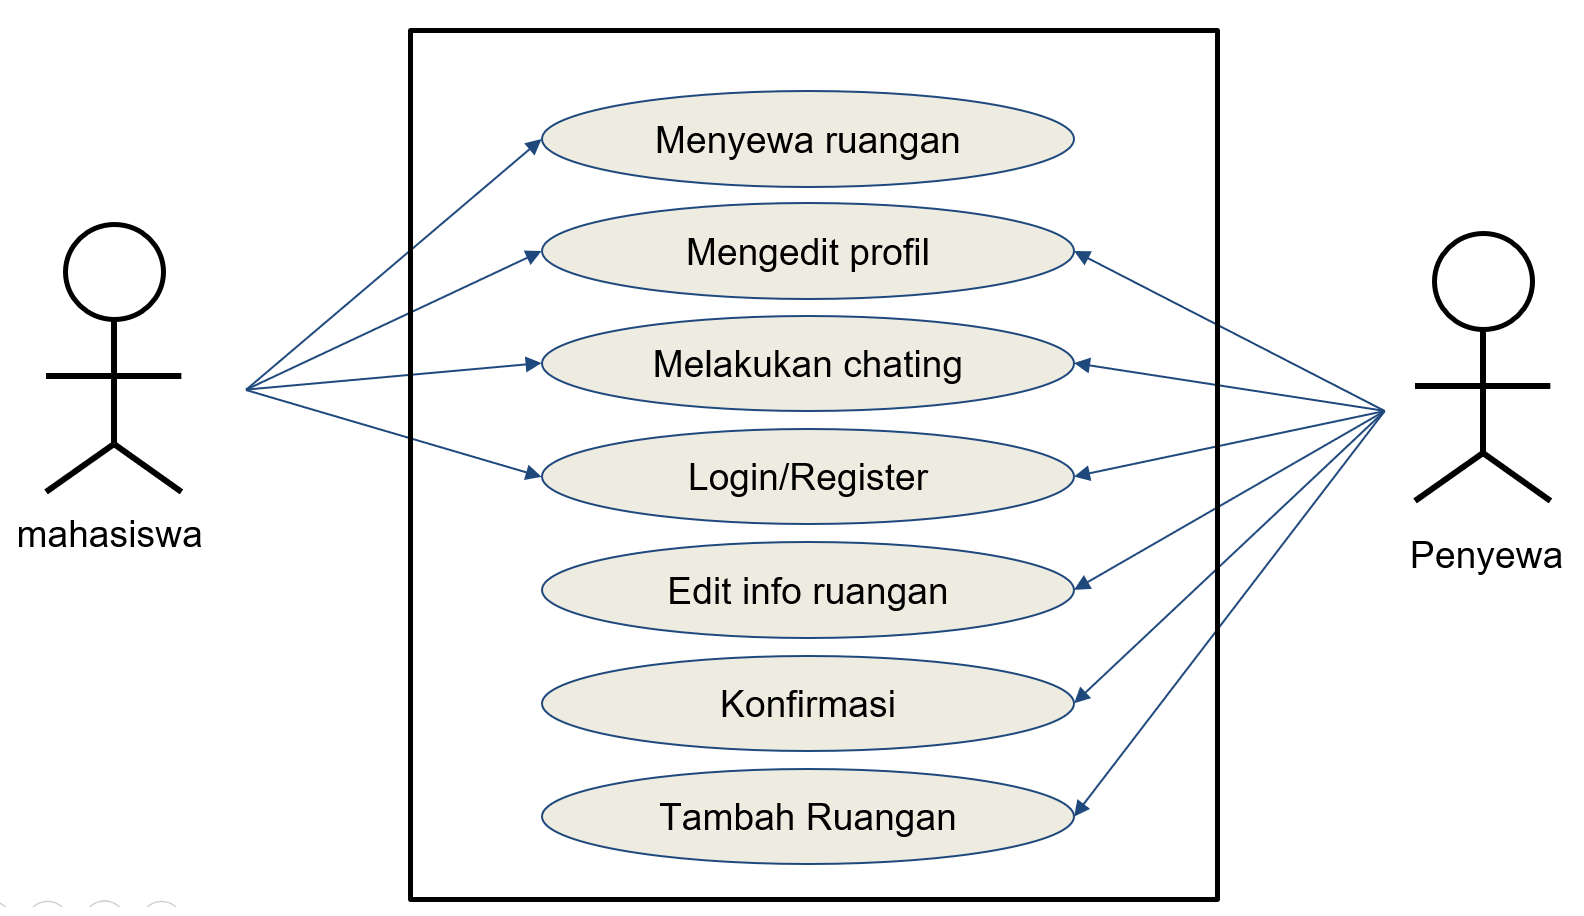 Menyewa ruangan
Mengedit profil
Melakukan chating
Login/Register
mahasiswa
Penyewa
Edit info ruangan
Konfirmasi
Tambah Ruangan